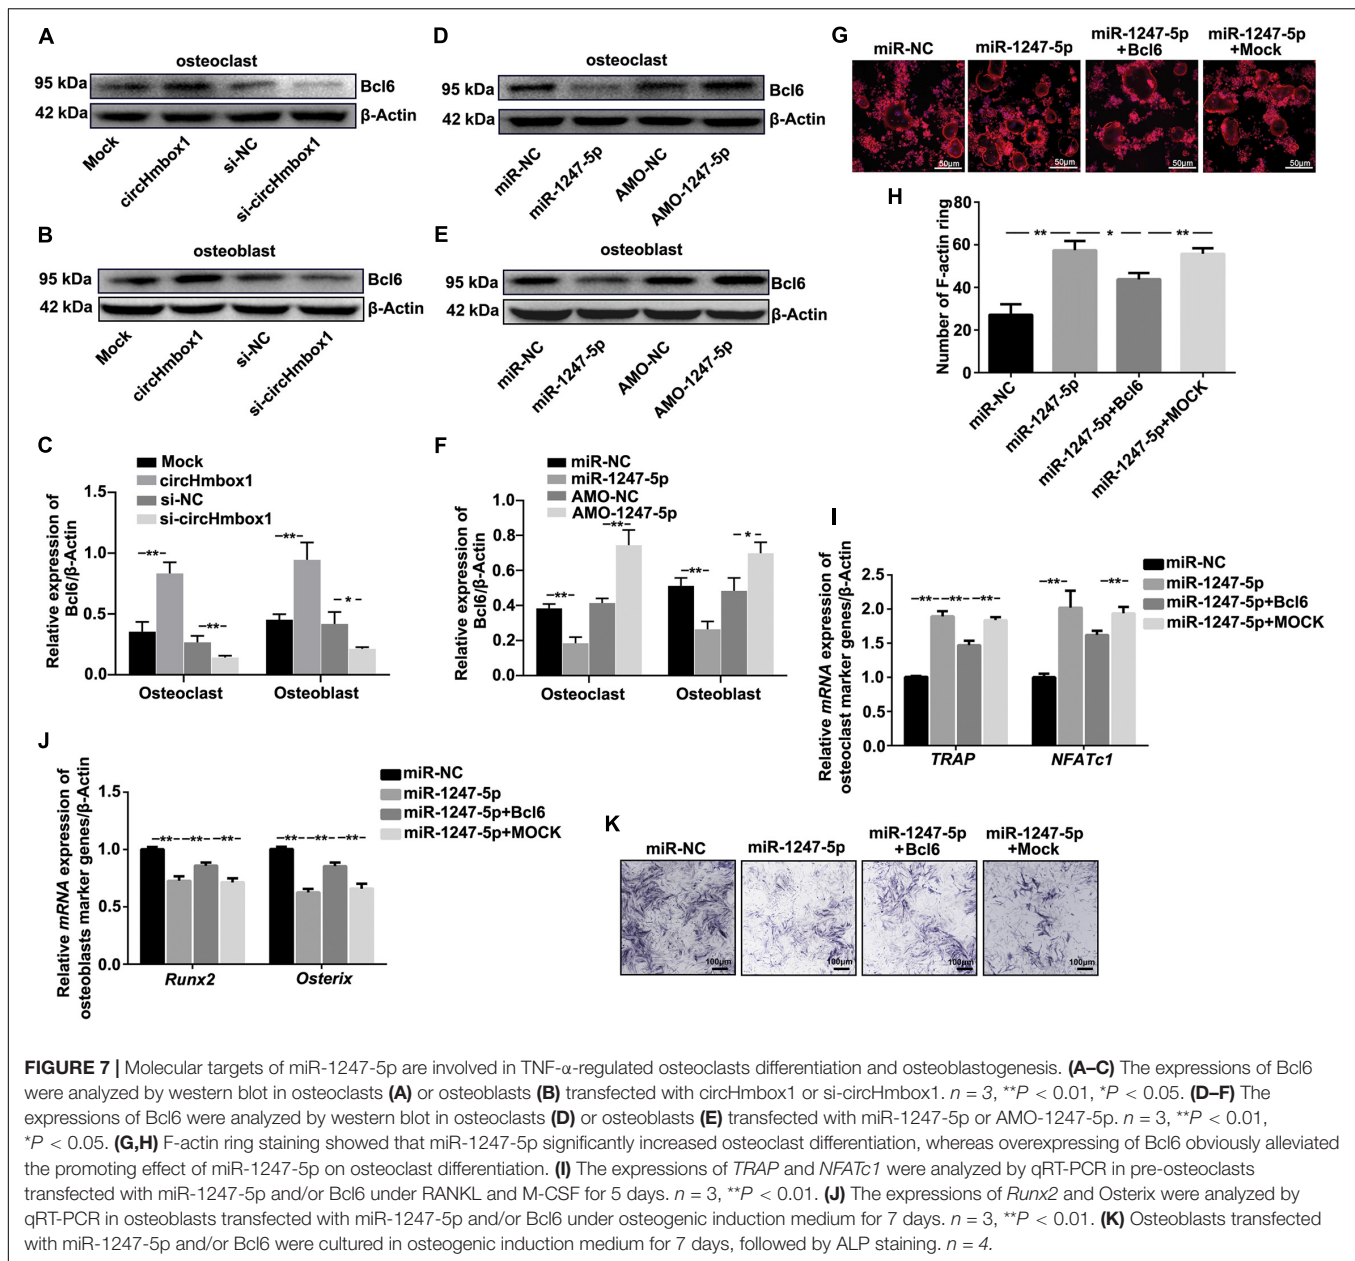 A
osteoclast
95 kDa
Bcl6
42 kDa
β-Actin
Mock
circHmbox1
si-NC
si-circHmbox1
B
osteoblast
95 kDa
Bcl6
42 kDa
β-Actin
Mock
circHmbox1
si-NC
si-circHmbox1
C
Mock
circHmbox1
si-NC
si-circHmbox1
Relative expression of
Bcl6/β-Actin
1.5
1.0
0.5
0.0
** ** ** *
Osteoclast Osteoblast
D
osteoclast
95 kDa
Bcl6
42 kDa
β-Actin
miR-NC
miR-1247-5p
AMO-NC
AMO-1247-5p
E
osteoblast
95 kDa
Bcl6
42 kDa
β-Actin
miR-NC
miR-1247-5p
AMO-NC
AMO-1247-5p
F
miR-NC
miR-1247-5p
AMO-NC
AMO-1247-5p
Relative expression of
Bcl6/β-Actin
1.0
0.8
0.6
0.4
0.2
0.0
** ** ** *
Osteoclast Osteoblast
G
miR-NC
miR-1247-5p
miR-1247-5p
+Bcl6
miR-1247-5p
+Mock
50μm 50μm 50μm 50μm
H
Number of F-actin ring
80
60
40
20
0
** * **
miR-NC
miR-1247-5p
miR-1247-5p+Bcl6
miR-1247-5p+MOCK
I
miR-NC
miR-1247-5p
miR-1247-5p+Bcl6
miR-1247-5p+MOCK
Relative mRNA expression of
osteoclast marker genes/β-Actin
2.5
2.0
1.5
1.0
0.5
0.0
** ** ** ** **
TRAP NFATc1
J
miR-NC
miR-1247-5p
miR-1247-5p+Bcl6
miR-1247-5p+MOCK
Relative mRNA expression of
osteoblasts marker genes/β-Actin
1.5
1.0
0.5
0.0
** ** ** ** ** **
Runx2 Osterix
K
miR-NC
miR-1247-5p
miR-1247-5p
+Bcl6
miR-1247-5p
+Mock
100μm 100μm 100μm 100μm
FIGURE 7 | Molecular targets of miR-1247-5p are involved in TNF-α-regulated osteoclasts differentiation and osteoblastogenesis. (A–C) The expressions of Bcl6
were analyzed by western blot in osteoclasts (A) or osteoblasts (B) transfected with circHmbox1 or si-circHmbox1. n = 3, **P < 0.01, *P < 0.05. (D–F) The
expressions of Bcl6 were analyzed by western blot in osteoclasts (D) or osteoblasts (E) transfected with miR-1247-5p or AMO-1247-5p. n = 3, **P < 0.01,
*P < 0.05. (G,H) F-actin ring staining showed that miR-1247-5p significantly increased osteoclast differentiation, whereas overexpressing of Bcl6 obviously alleviated
the promoting effect of miR-1247-5p on osteoclast differentiation. (I) The expressions of TRAP and NFATc1 were analyzed by qRT-PCR in pre-osteoclasts
transfected with miR-1247-5p and/or Bcl6 under RANKL and M-CSF for 5 days. n = 3, **P < 0.01. (J) The expressions of Runx2 and Osterix were analyzed by
qRT-PCR in osteoblasts transfected with miR-1247-5p and/or Bcl6 under osteogenic induction medium for 7 days. n = 3, **P < 0.01. (K) Osteoblasts transfected
with miR-1247-5p and/or Bcl6 were cultured in osteogenic induction medium for 7 days, followed by ALP staining. n = 4.